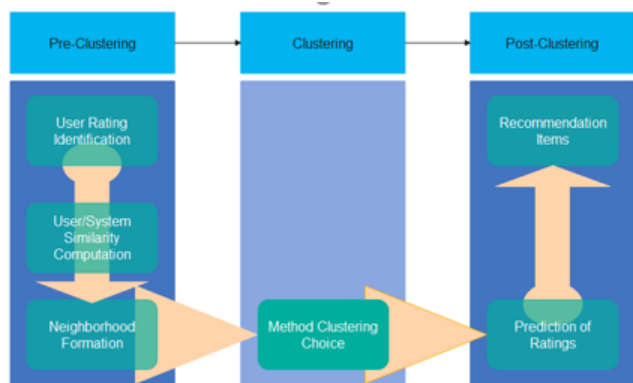 Pre-Clustering
Clustering
Post-Clustering
User Rating
Identification
User/System
Similarity
Computation
Neighborhood
Formation
Method Clustering
Choice
Recommendation
Items
Prediction of
Ratings